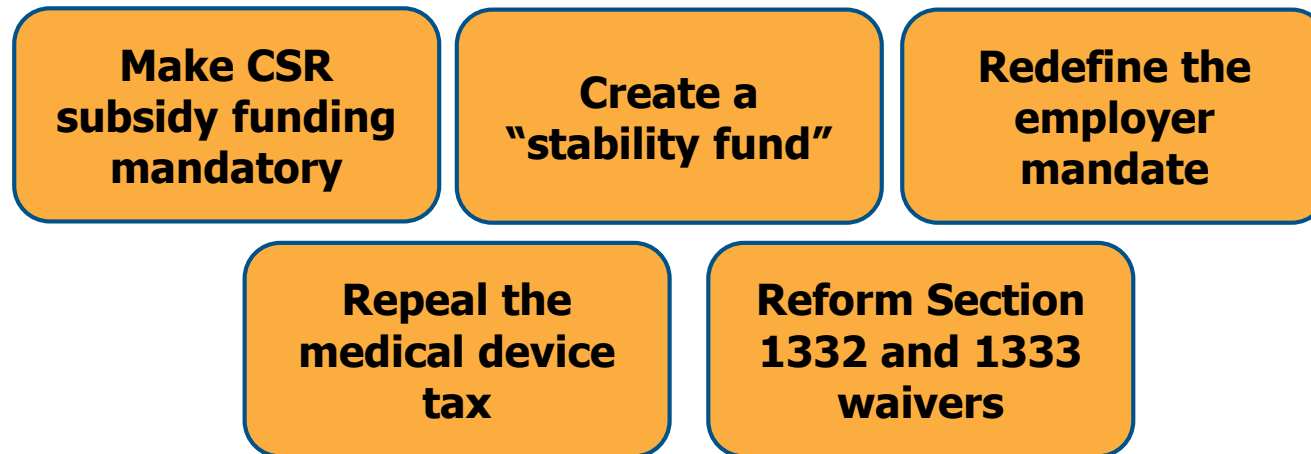 Make CSR
subsidy funding
mandatory
Create a
“stability fund”
Redefine the
employer
mandate
Repeal the
medical device
tax
Reform Section
1332 and 1333
waivers